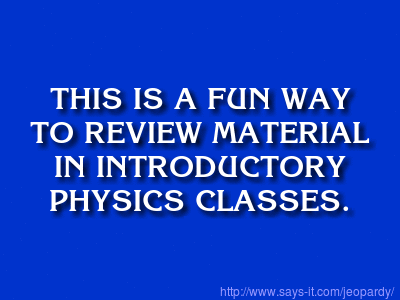 THIS IS A FUN WAY
TO REVIEW MATERIAL
IN INTRODUCTORY
PHYSICS CLASSES.
http://www.says-it.com/jeopardy/